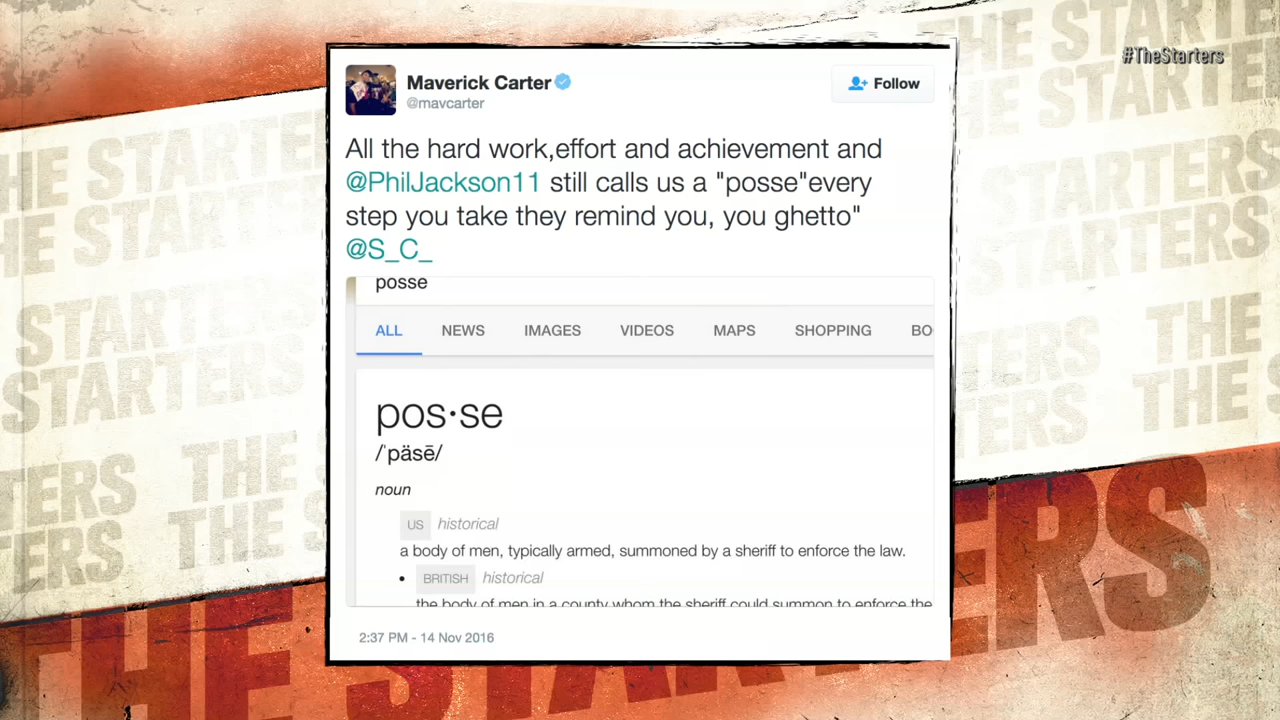 #TheStarters
THE STARTERS
Maverick Carter
@mavcarter
Follow
All the hard work,effort and achievement and
@PhilJackson11 still calls us a "posse"every
step you take they remind you, you ghetto"
@S_C_
posse
ALL NEWS IMAGES VIDEOS MAPS SHOPPING BO
pos·se
/ˈpäsē/
noun
US historical
a body of men, typically armed, summoned by a sheriff to enforce the law.
• BRITISH historical
the body of men in a county whom the sheriff could summon to enforce the
2:37 PM - 14 Nov 2016
THE STARTERS